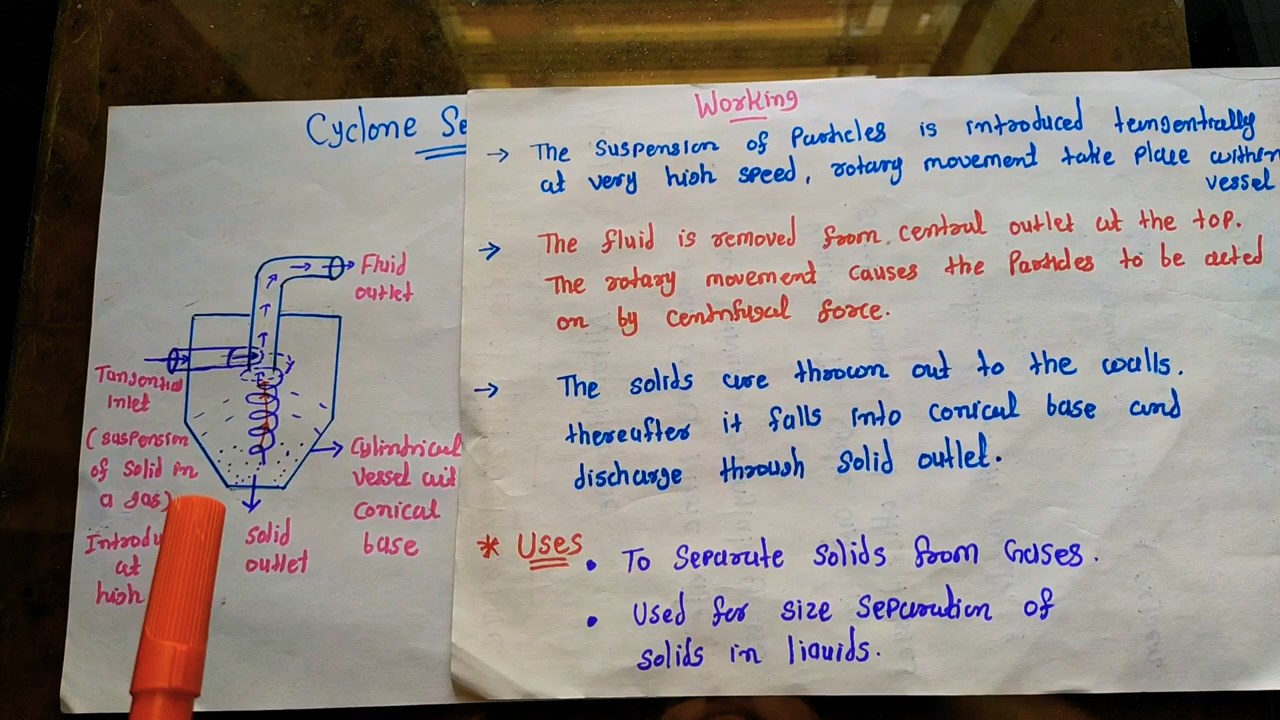 Cyclone Se
Fluid
outlet
Tangential
inlet
(suspension
of solid in
a gas)
Introdu
at
high
solid
outlet
Cylindrical
vessel wit
conical
base
Working
→ The suspension of Particles is introduced tengentrally
at very high speed, rotary movement take place within
vessel
→ The fluid is removed from central outlet at the top.
The rotary movement causes the Particles to be acted
on by centrifugal force.
→ The solids are thrown out to the walls.
thereafter it falls into conical base and
discharge through solid outlet.
* Uses
• To Separate solids from Gases.
• Used for size separation of
solids in liquids.